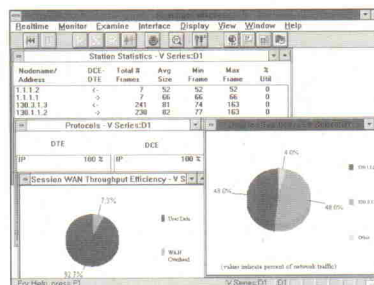 Realtime Monitor Examine Interface Display View Window Help
Station Statistics - V Series:D1
Nodename/ DCE- Total # Avg Min Max %
Address DTE Frames Size Frame Frame Util
1.1.1.2 <- 7 52 52 52 0
1.1.1.1 -> 7 66 66 66 0
130.3.1.3 <- 241 81 74 163 0
130.1.1.2 -> 230 82 77 163 0
Protocols - V Series:D1
DTE DCE
IP 100 % IP 100 %
Session WAN Throughput Efficiency - V S
7.3%
User Data
WAN
Overhead
92.7%
4.0%
48.0%
48.0%
Other
(values indicate percent of network traffic)
For Help, press F1
V Series:D1 D1